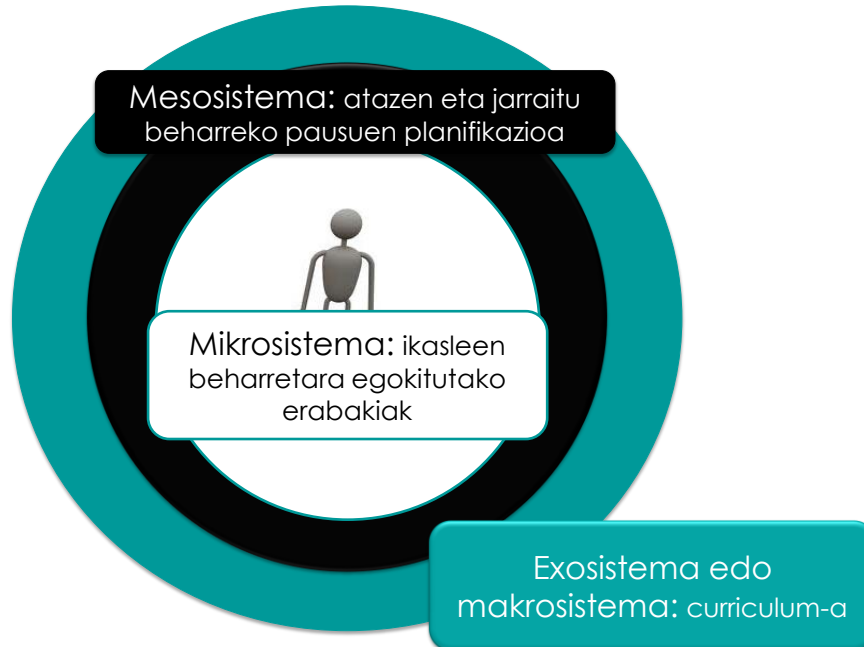 Mesosistema: atazen eta jarraitu
beharreko pausuen planifikazioa
Mikrosistema: ikasleen
beharretara egokitutako
erabakiak
Exosistema edo
makrosistema: curriculum-a